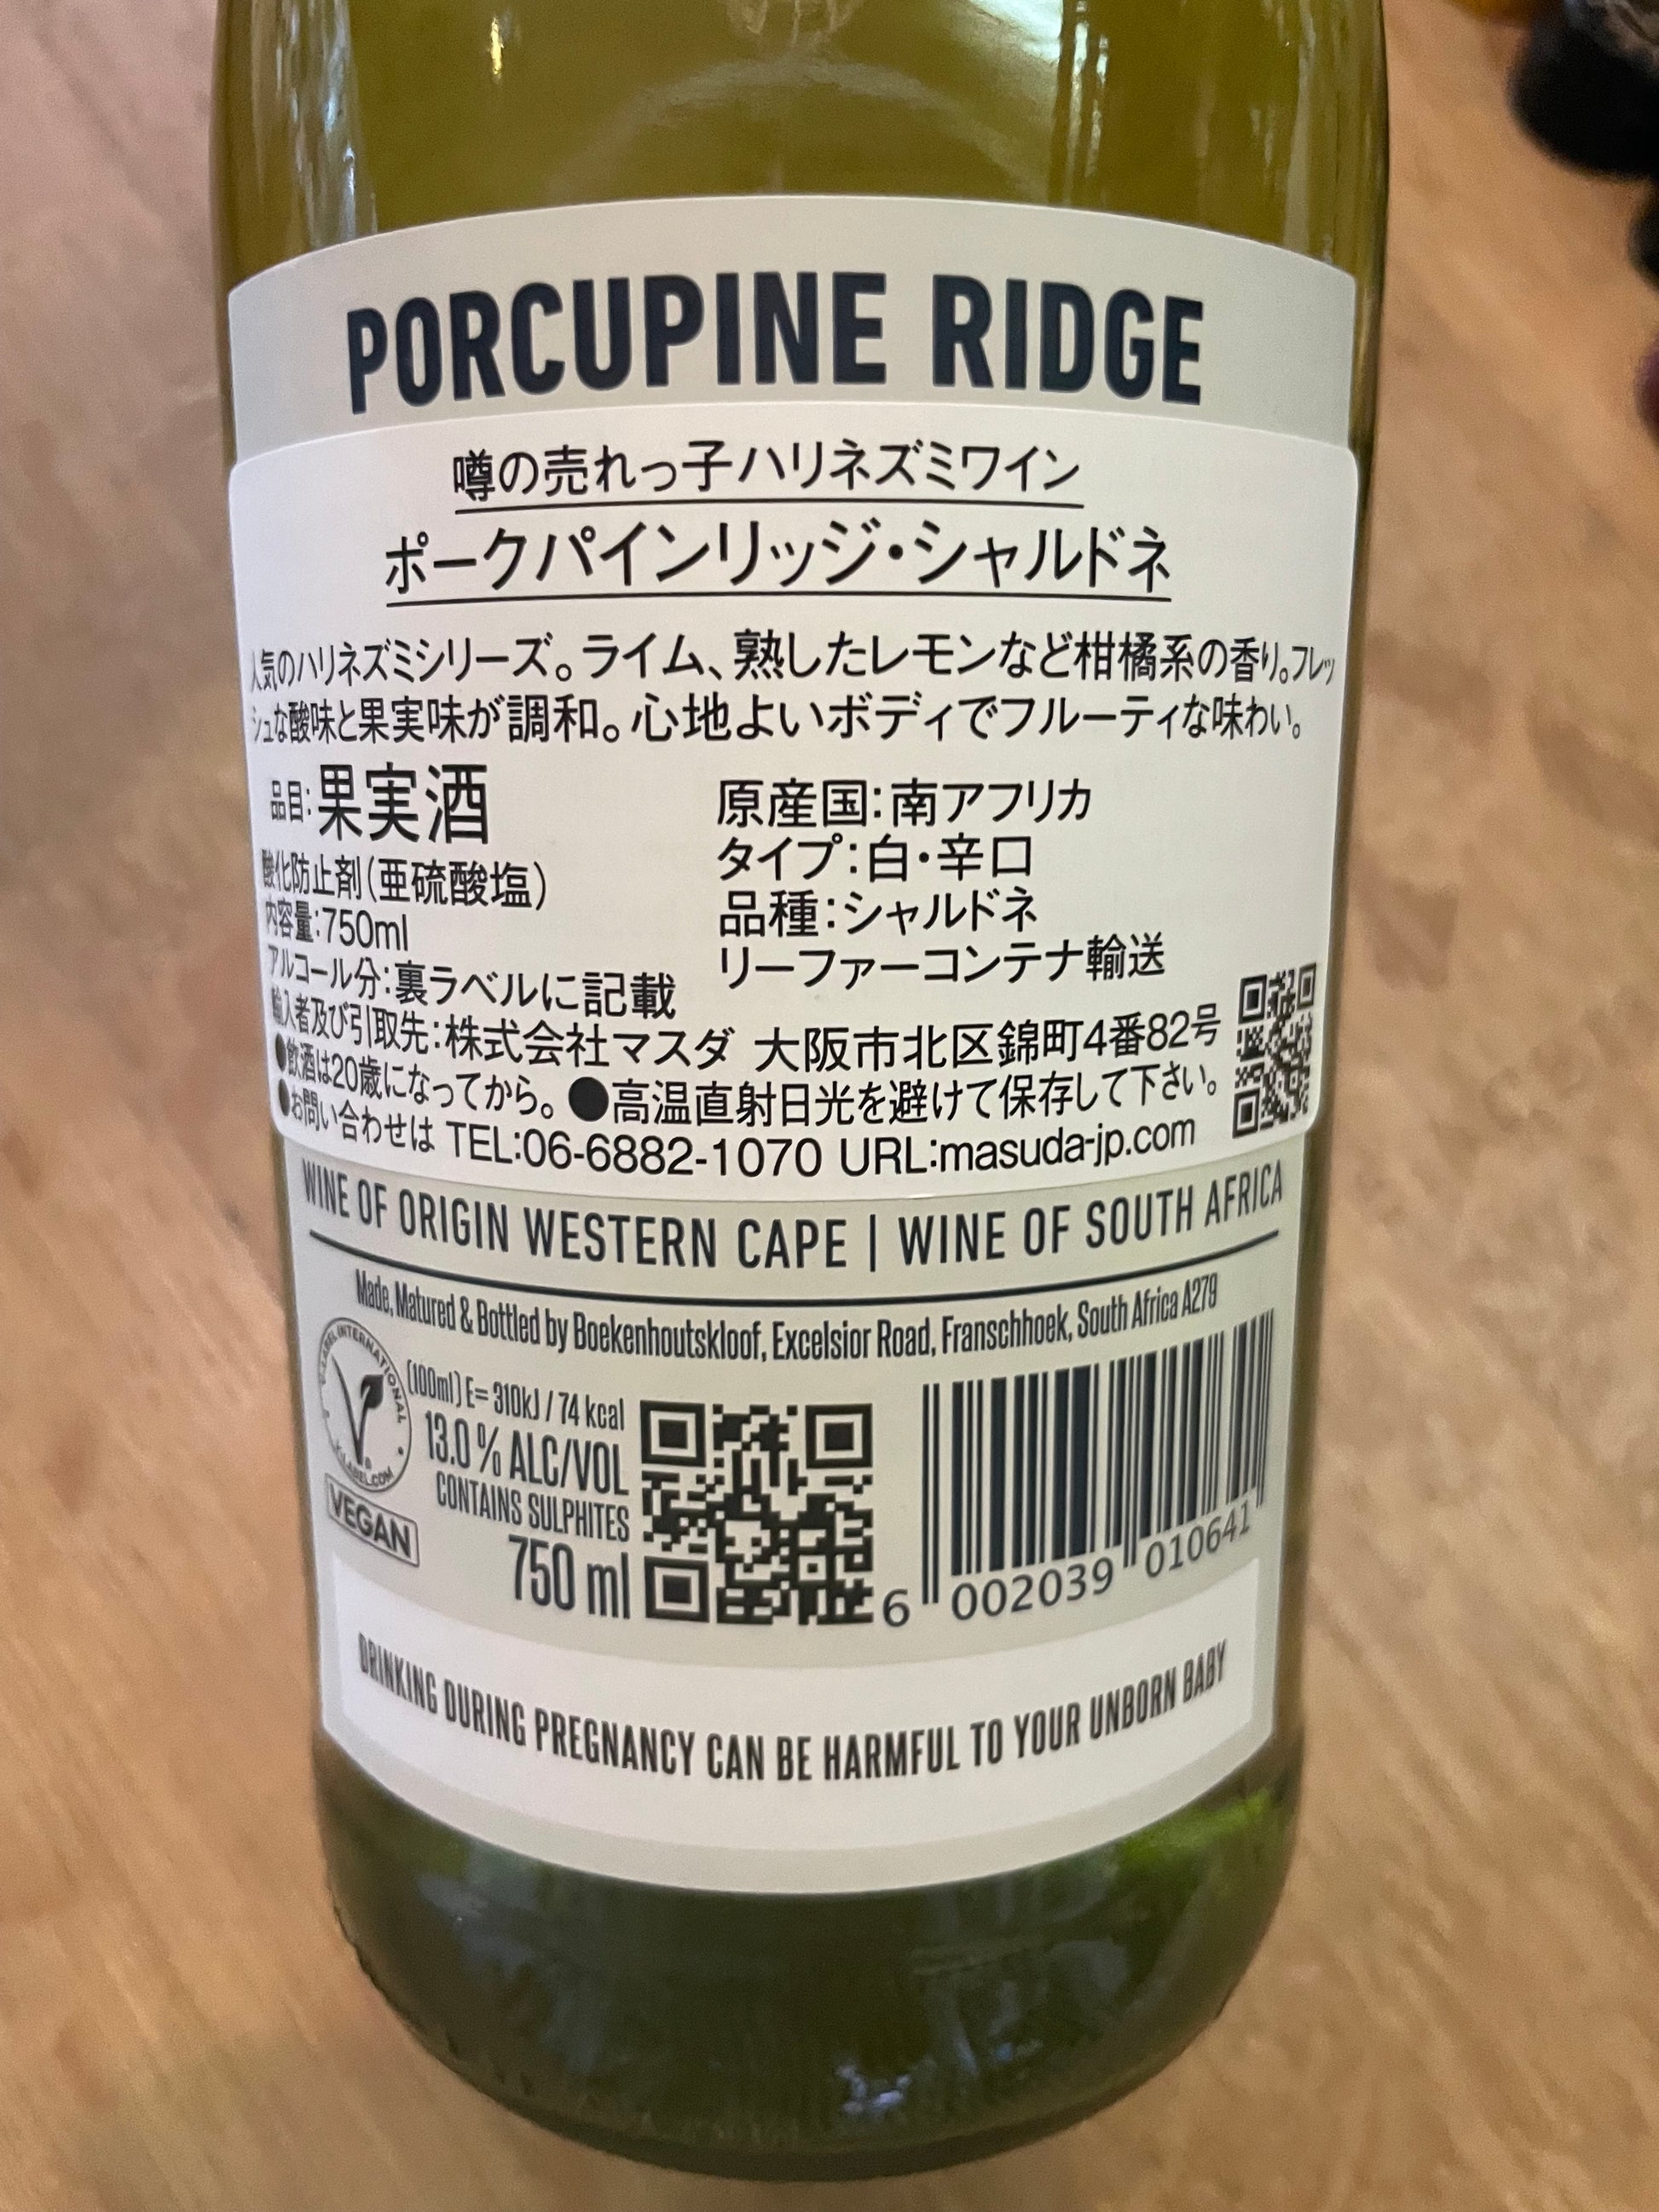 PORCUPINE RIDGE
噂の売れっ子ハリネズミワイン
ポークパインリッジ・シャルドネ
人気のハリネズミシリーズ。ライム、熟したレモンなど柑橘系の香り。フレッ
シュな酸味と果実味が調和。心地よいボディでフルーティな味わい。
品目:果実酒
酸化防止剤(亜硫酸塩)
内容量:750ml
アルコール分:裏ラベルに記載
原産国:南アフリカ
タイプ:白・辛口
品種:シャルドネ
リーファーコンテナ輸送
輸入者及び引取先:株式会社マスダ 大阪市北区錦町4番82号
●飲酒は20歳になってから。●高温直射日光を避けて保存して下さい。
●お問い合わせは TEL:06-6882-1070 URL:masuda-jp.com
WINE OF ORIGIN WESTERN CAPE | WINE OF SOUTH AFRICA
Made, Matured & Bottled by Boekenhoutskloof, Excelsior Road, Franschhoek, South Africa A279
V-LABEL INTERNATIONAL
V-LABEL.COM
VEGAN
(100ml) E= 310kJ / 74 kcal
13.0 % ALC/VOL
CONTAINS SULPHITES
750 ml
6 002039 010641
DRINKING DURING PREGNANCY CAN BE HARMFUL TO YOUR UNBORN BABY